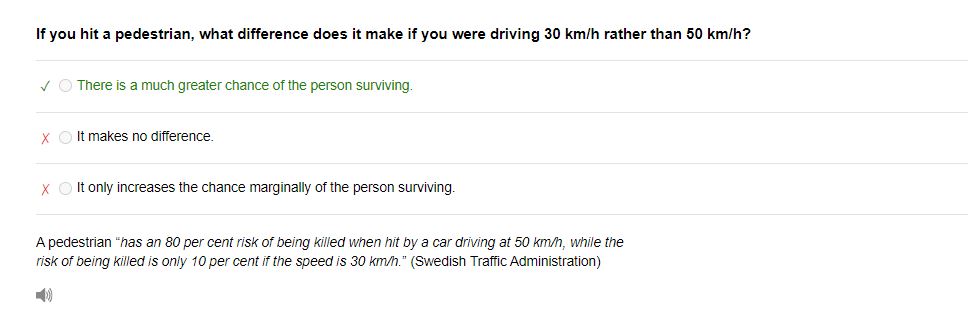 If you hit a pedestrian, what difference does it make if you were driving 30 km/h rather than 50 km/h?
✓ There is a much greater chance of the person surviving.
X It makes no difference.
X It only increases the chance marginally of the person surviving.
A pedestrian “has an 80 per cent risk of being killed when hit by a car driving at 50 km/h, while the
risk of being killed is only 10 per cent if the speed is 30 km/h.” (Swedish Traffic Administration)